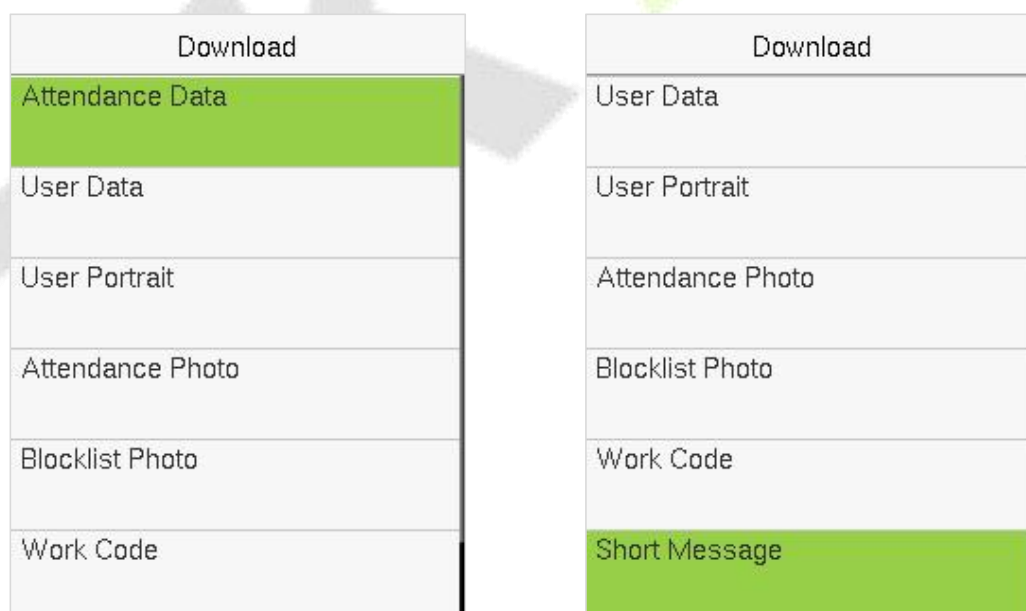 Download
Attendance Data
User Data
User Portrait
Attendance Photo
Blocklist Photo
Work Code
Download
User Data
User Portrait
Attendance Photo
Blocklist Photo
Work Code
Short Message